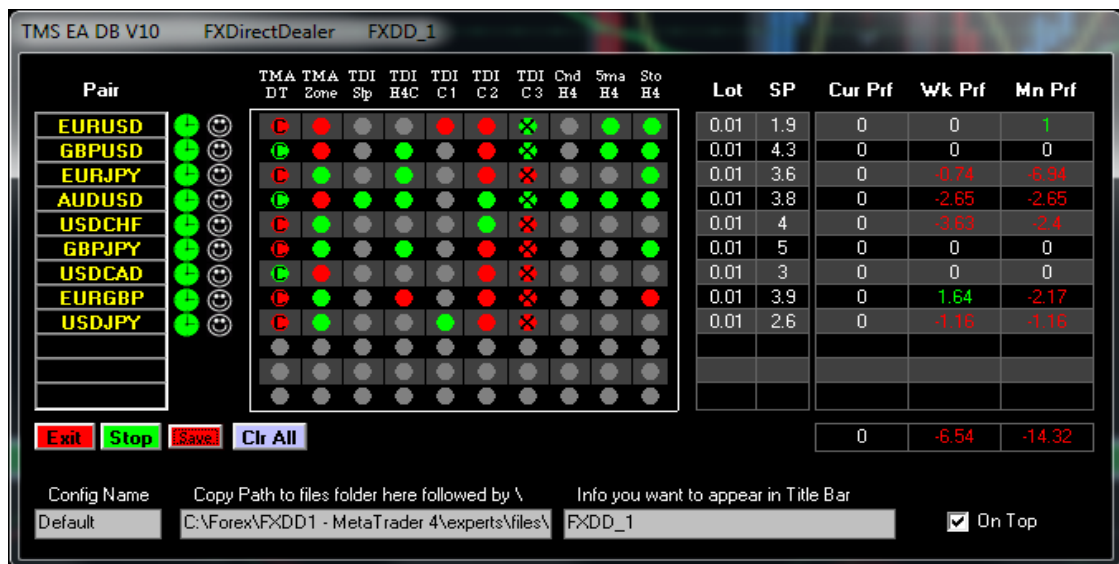 TMS EA DB V10 FXDirectDealer FXDD_1
Pair TMA DT TMA Zone TDI Slp TDI H4C TDI C1 TDI C2 TDI C3 Cnd H4 5ma H4 Sto H4 Lot SP Cur Prf Wk Prf Mn Prf
EURUSD C 0.01 1.9 0 0 1
GBPUSD C 0.01 4.3 0 0 0
EURJPY C 0.01 3.6 0 -0.74 -6.94
AUDUSD C 0.01 3.8 0 -2.65 -2.65
USDCHF C 0.01 4 0 -3.63 -2.4
GBPJPY C 0.01 5 0 0 0
USDCAD C 0.01 3 0 0 0
EURGBP C 0.01 3.9 0 1.64 -2.17
USDJPY C 0.01 2.6 0 -1.16 -1.16
Exit Stop Save Clr All 0 -6.54 -14.32
Config Name Copy Path to files folder here followed by \ Info you want to appear in Title Bar
Default C:\Forex\FXDD1 - MetaTrader 4\experts\files\ FXDD_1 On Top